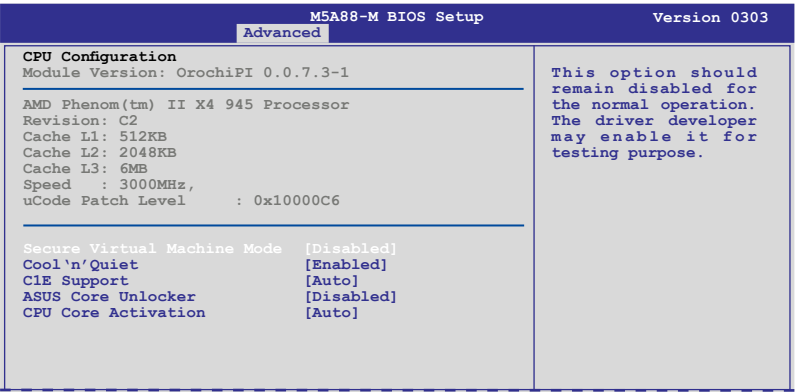 M5A88-M BIOS Setup Version 0303
Advanced
CPU Configuration
Module Version: OrochiPI 0.0.7.3-1
AMD Phenom(tm) II X4 945 Processor
Revision: C2
Cache L1: 512KB
Cache L2: 2048KB
Cache L3: 6MB
Speed : 3000MHz,
uCode Patch Level : 0x10000C6
Secure Virtual Machine Mode [Disabled]
Cool‘n’Quiet [Enabled]
C1E Support [Auto]
ASUS Core Unlocker [Disabled]
CPU Core Activation [Auto]
This option should
remain disabled for
the normal operation.
The driver developer
may enable it for
testing purpose.